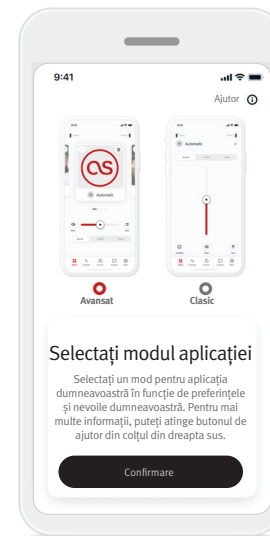 9:41
Ajutor
Automatic
Automatic
Avansat
Clasic
Selectați modul aplicației
Selectați un mod pentru aplicația
dumneavoastră în funcție de preferințele
și nevoile dumneavoastră. Pentru mai
multe informații, puteți atinge butonul de
ajutor din colțul din dreapta sus.
Confirmare